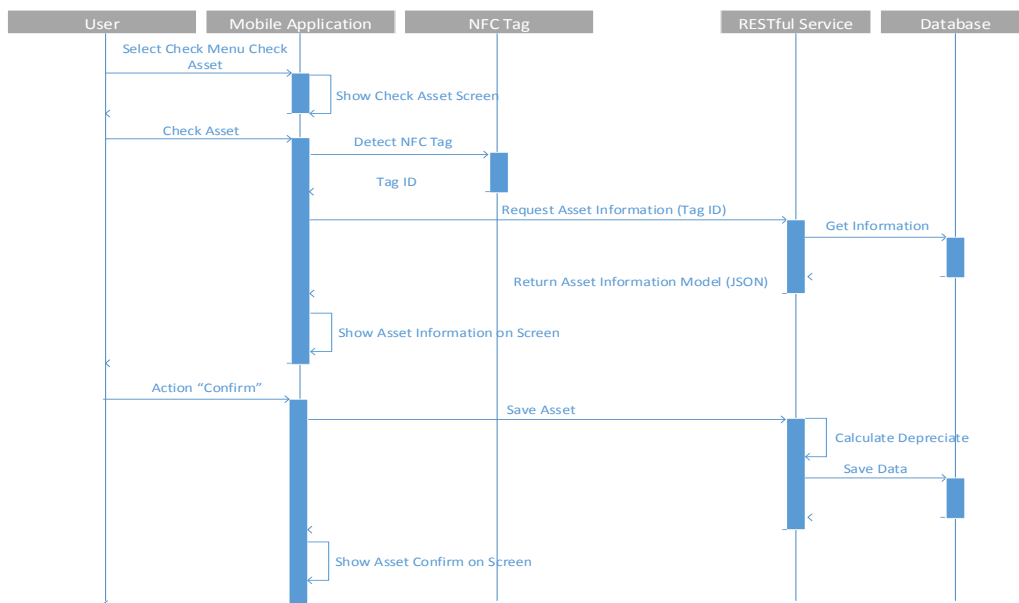 User
Mobile Application
NFC Tag
RESTful Service
Database
Select Check Menu Check
Asset
Show Check Asset Screen
Check Asset
Detect NFC Tag
Tag ID
Request Asset Information (Tag ID)
Get Information
Return Asset Information Model (JSON)
Show Asset Information on Screen
Action “Confirm”
Save Asset
Calculate Depreciate
Save Data
Show Asset Confirm on Screen